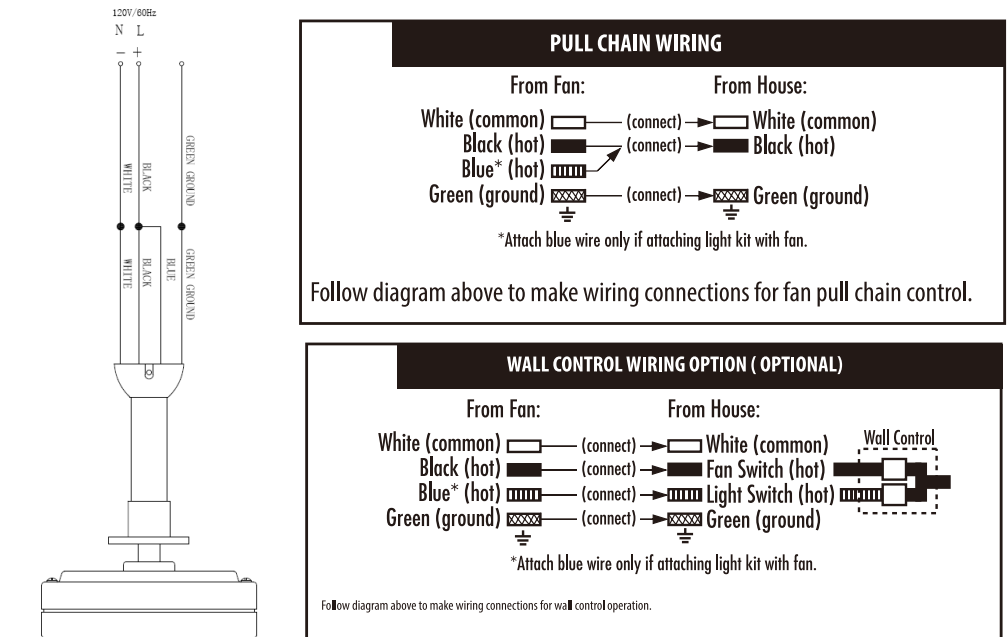 120V/60Hz
N L
− +
WHITE
BLACK
GREEN GROUND
WHITE
BLACK
BLUE
GREEN GROUND
PULL CHAIN WIRING
From Fan: From House:
White (common) (connect) White (common)
Black (hot) (connect) Black (hot)
Blue* (hot)
Green (ground) (connect) Green (ground)
*Attach blue wire only if attaching light kit with fan.
Follow diagram above to make wiring connections for fan pull chain control.
WALL CONTROL WIRING OPTION ( OPTIONAL)
From Fan: From House:
White (common) (connect) White (common) Wall Control
Black (hot) (connect) Fan Switch (hot)
Blue* (hot) (connect) Light Switch (hot)
Green (ground) (connect) Green (ground)
*Attach blue wire only if attaching light kit with fan.
Follow diagram above to make wiring connections for wall control operation.